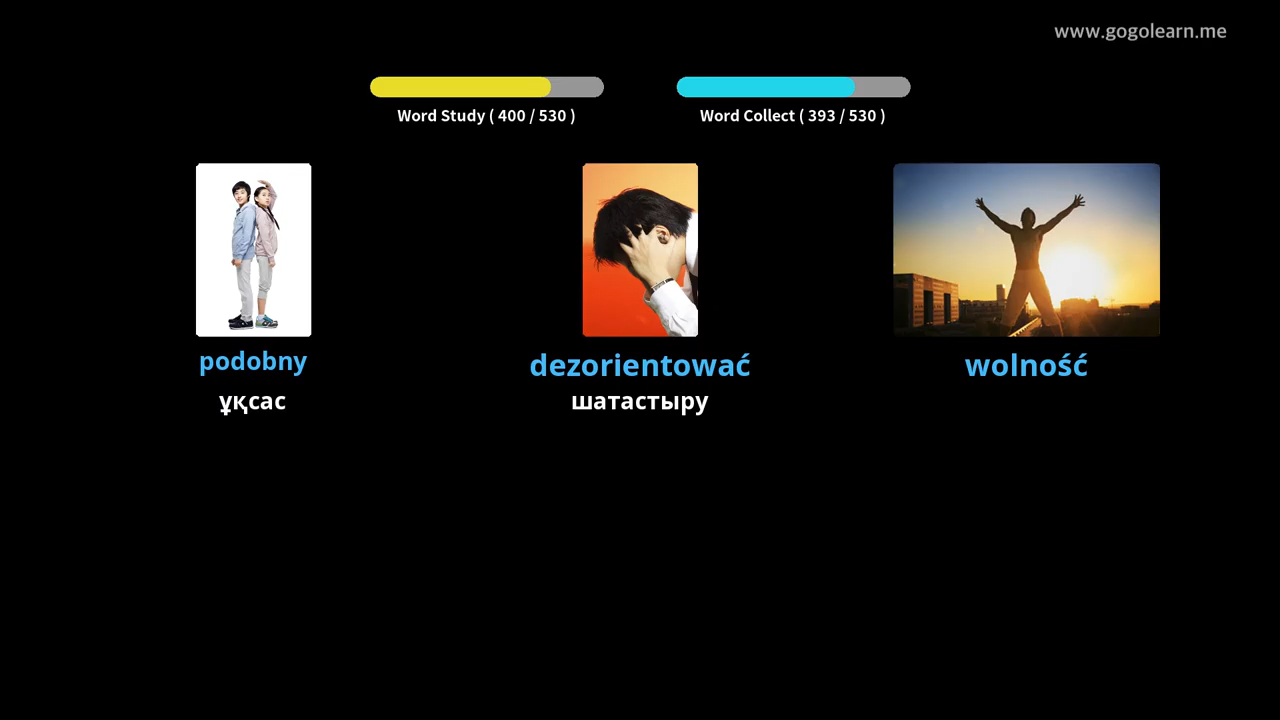 www.gogolearn.me
Word Study ( 400 / 530 )
Word Collect ( 393 / 530 )
podobny
ұқсас
dezorientować
шатастыру
wolność